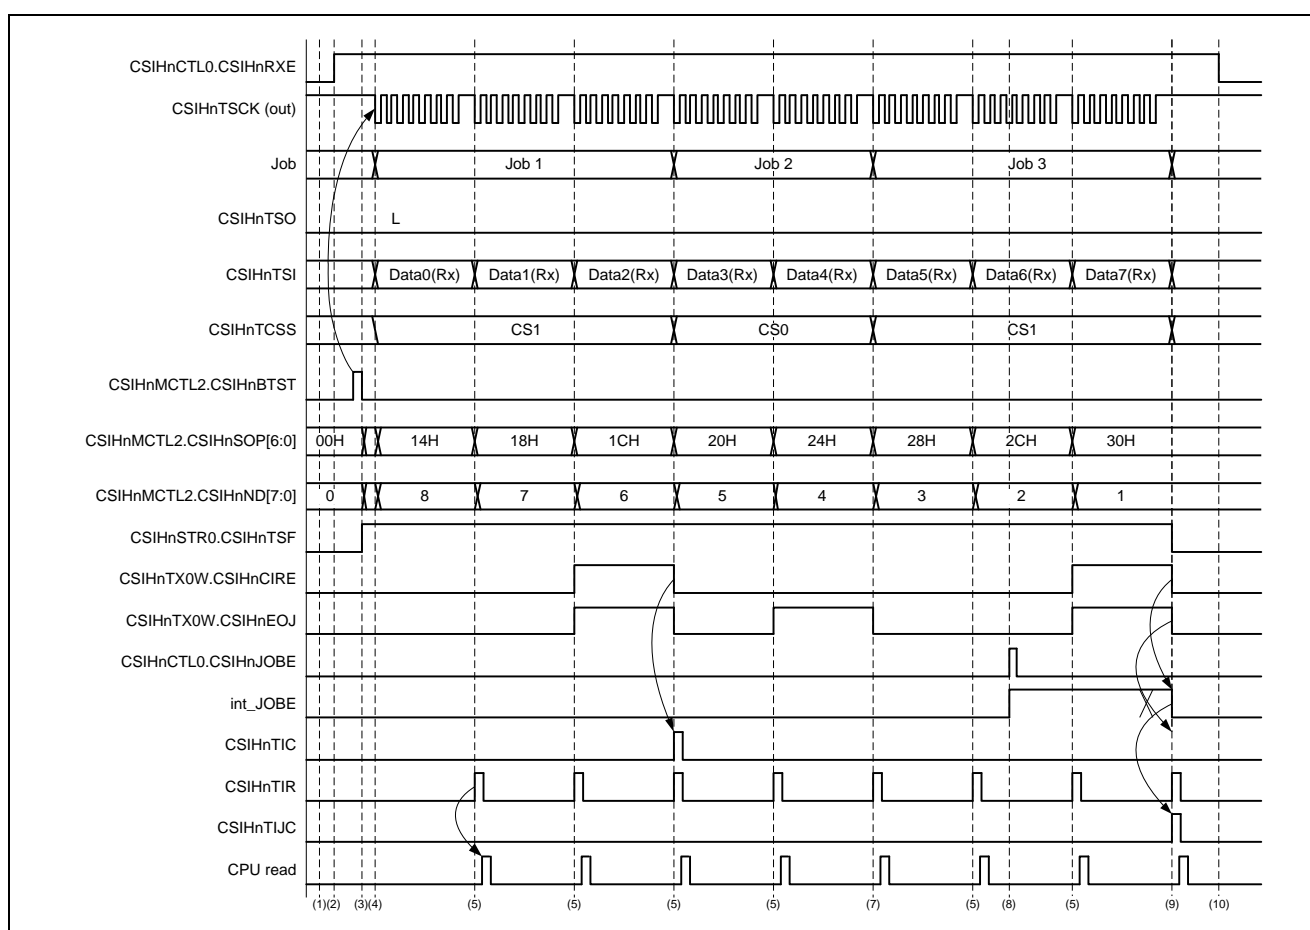 CSIHnCTL0.CSIHnRXE
CSIHnTSCK (out)
Job Job 1 Job 2 Job 3
CSIHnTSO L
CSIHnTSI Data0(Rx) Data1(Rx) Data2(Rx) Data3(Rx) Data4(Rx) Data5(Rx) Data6(Rx) Data7(Rx)
CSIHnTCSS CS1 CS0 CS1
CSIHnMCTL2.CSIHnBTST
CSIHnMCTL2.CSIHnSOP[6:0] 00H 14H 18H 1CH 20H 24H 28H 2CH 30H
CSIHnMCTL2.CSIHnND[7:0] 0 8 7 6 5 4 3 2 1
CSIHnSTR0.CSIHnTSF
CSIHnTX0W.CSIHnCIRE
CSIHnTX0W.CSIHnEOJ
CSIHnCTL0.CSIHnJOBE
int_JOBE
CSIHnTIC
CSIHnTIR
CSIHnTIJC
CPU read
(1)(2) (3)(4) (5) (5) (5) (5) (7) (5) (8) (5) (9) (10)